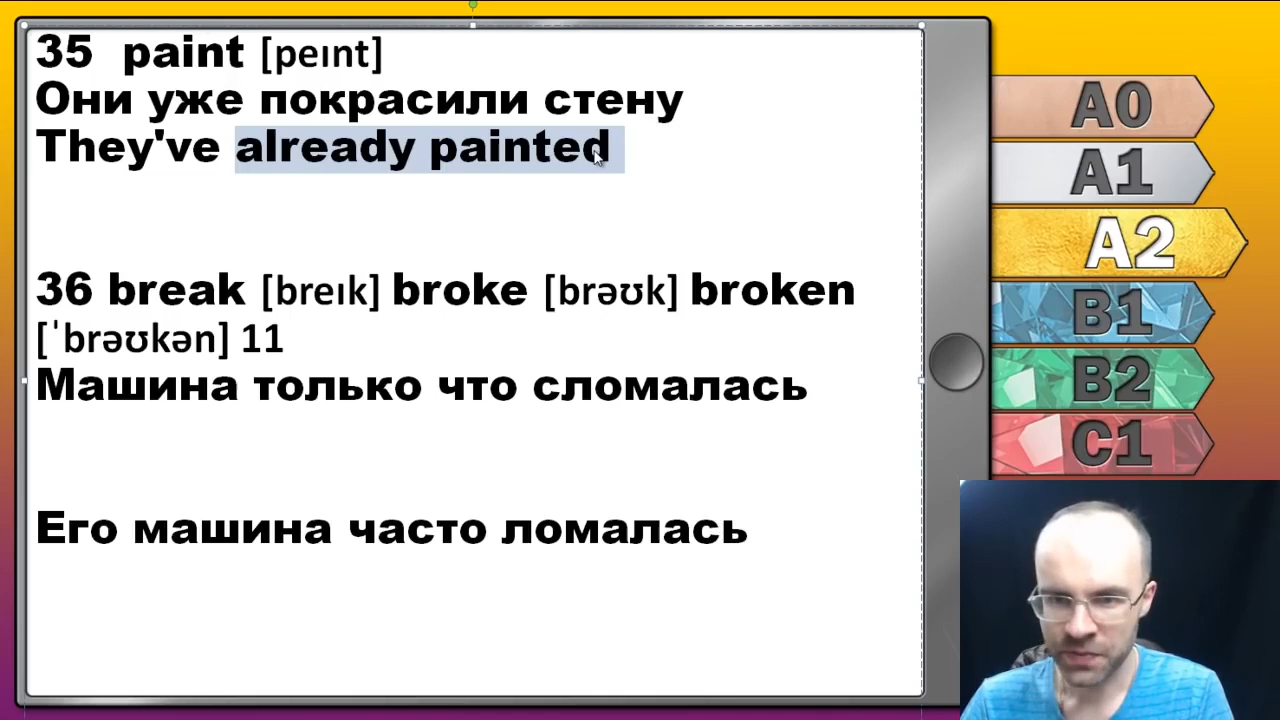 35 paint [peɪnt]
Они уже покрасили стену
They've already painted
36 break [breɪk] broke [brəʊk] broken
[ˈbrəʊkən] 11
Машина только что сломалась
Его машина часто ломалась
A0
A1
A2
B1
B2
C1